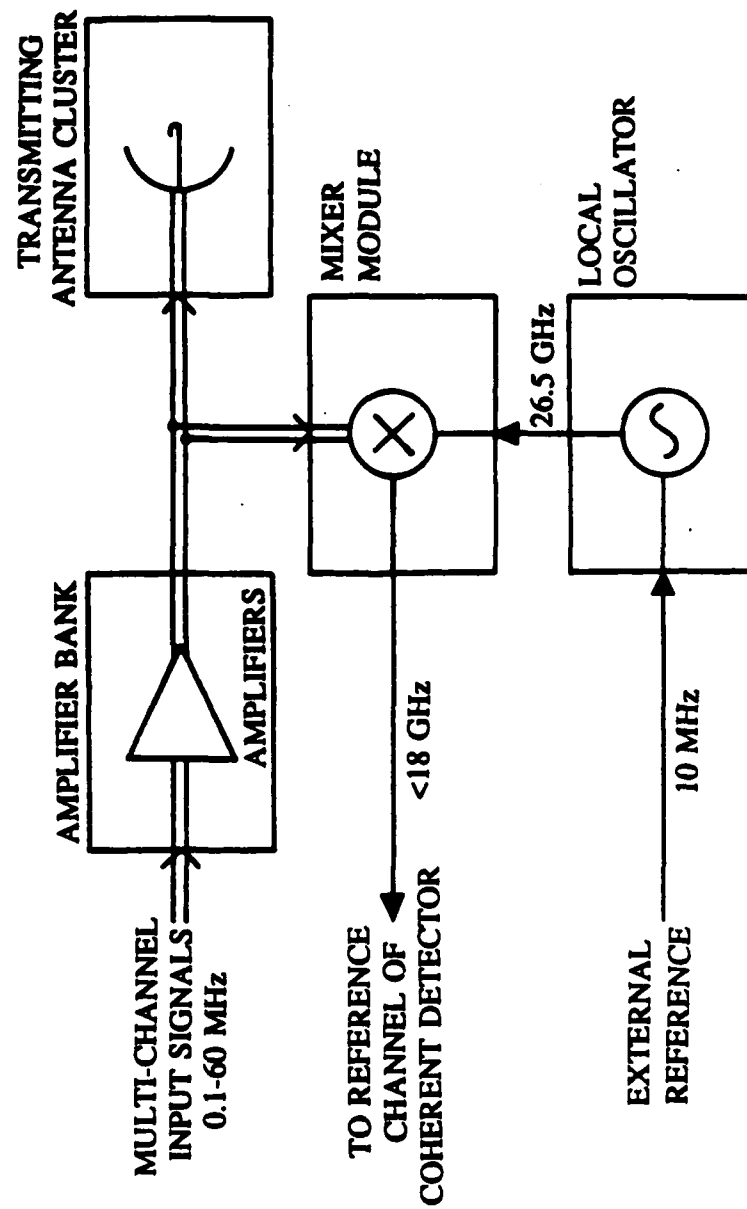 TRANSMITTING
ANTENNA CLUSTER
AMPLIFIER BANK
AMPLIFIERS
MULTI-CHANNEL
INPUT SIGNALS
0.1-60 MHz
MIXER
MODULE
<18 GHz
TO REFERENCE
CHANNEL OF
COHERENT DETECTOR
26.5 GHz
LOCAL
OSCILLATOR
10 MHz
EXTERNAL
REFERENCE